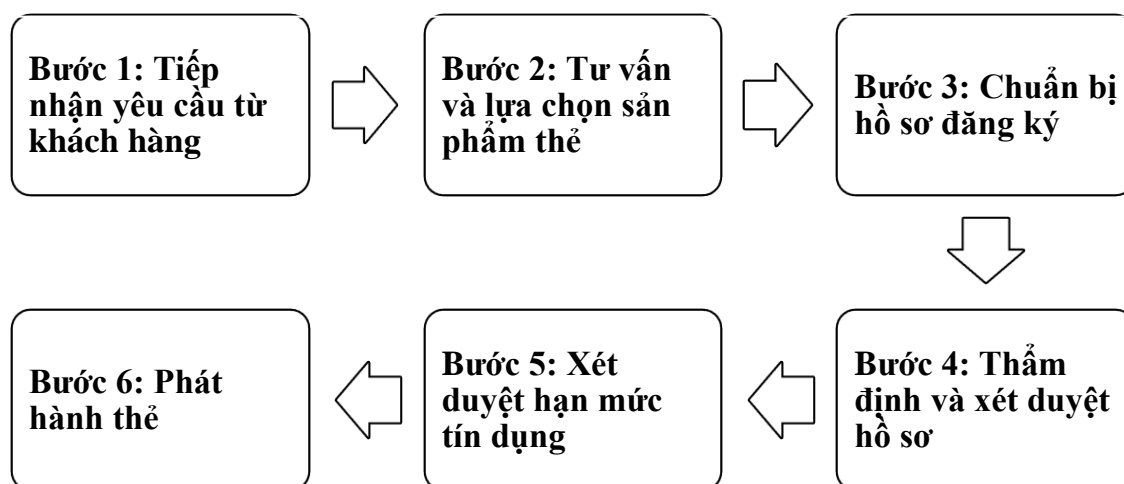 Bước 1: Tiếp
nhận yêu cầu từ
khách hàng
Bước 2: Tư vấn
và lựa chọn sản
phẩm thẻ
Bước 3: Chuẩn bị
hồ sơ đăng ký
Bước 4: Thẩm
định và xét duyệt
hồ sơ
Bước 5: Xét
duyệt hạn mức
tín dụng
Bước 6: Phát
hành thẻ